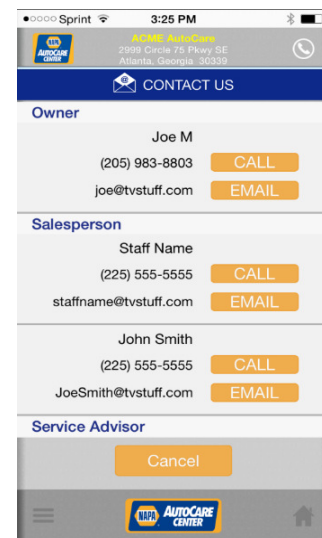 Sprint 3:25 PM
NAPA AUTOCARE CENTER
ACME AutoCare
2999 Circle 75 Pkwy SE
Atlanta, Georgia 30339
CONTACT US
Owner
Joe M
(205) 983-8803 CALL
joe@tvstuff.com EMAIL
Salesperson
Staff Name
(225) 555-5555 CALL
staffname@tvstuff.com EMAIL
John Smith
(225) 555-5555 CALL
JoeSmith@tvstuff.com EMAIL
Service Advisor
Cancel
NAPA AUTOCARE
CENTER